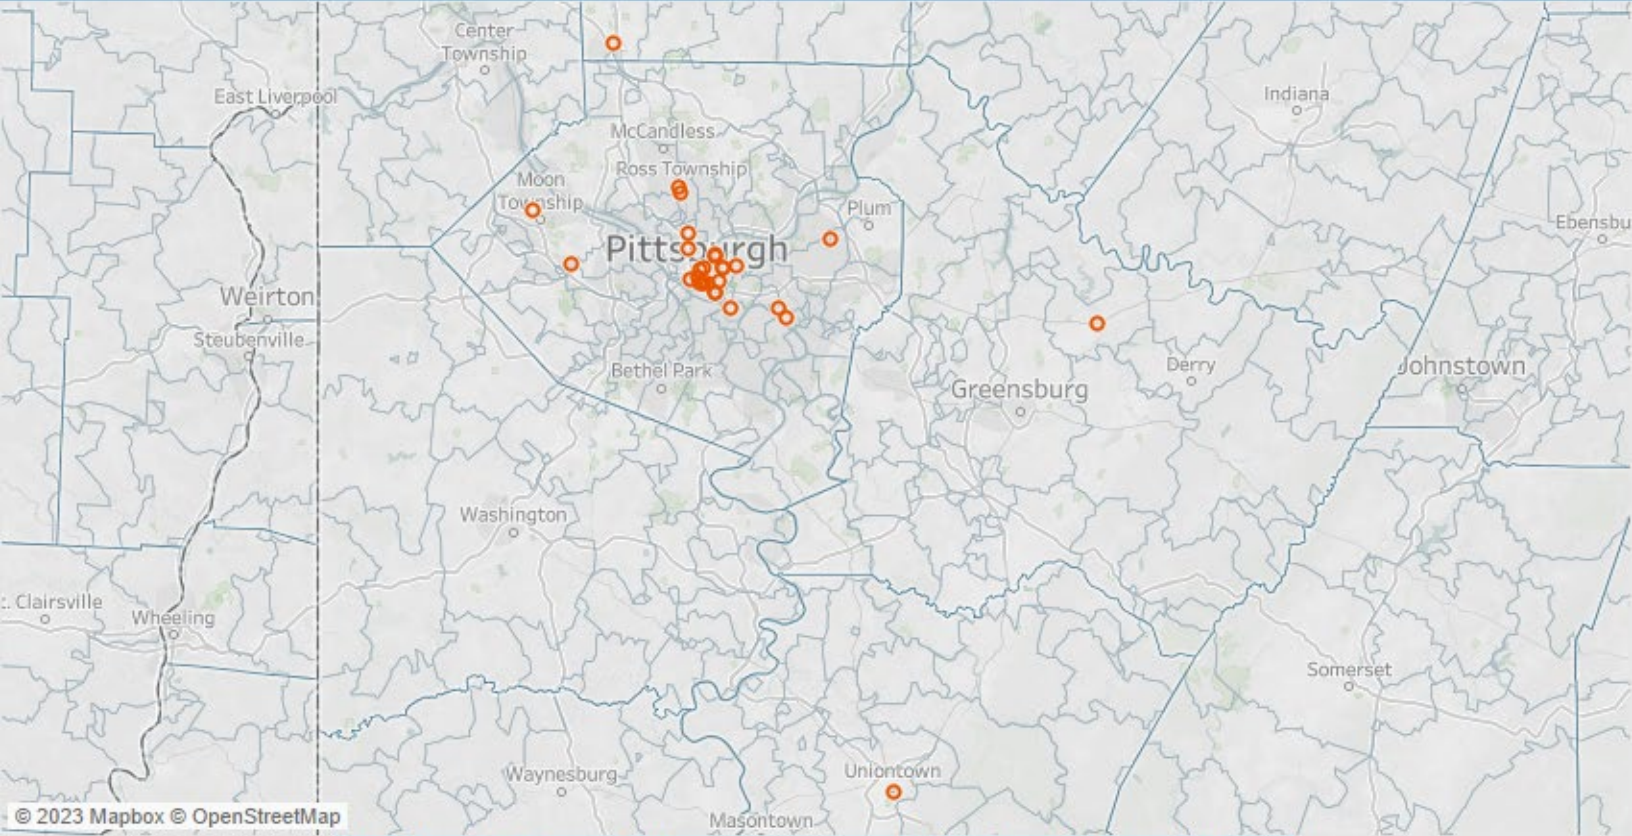 Center
Township
East Liverpool
Indiana
McCandless
Ross Township
Moon
Township
Plum
Ebensbu
Pittsburgh
Weirton
Steubenville
Bethel Park
Derry
Johnstown
Greensburg
Washington
. Clairsville
Wheeling
Somerset
Uniontown
Waynesburg
Masontown
© 2023 Mapbox © OpenStreetMap